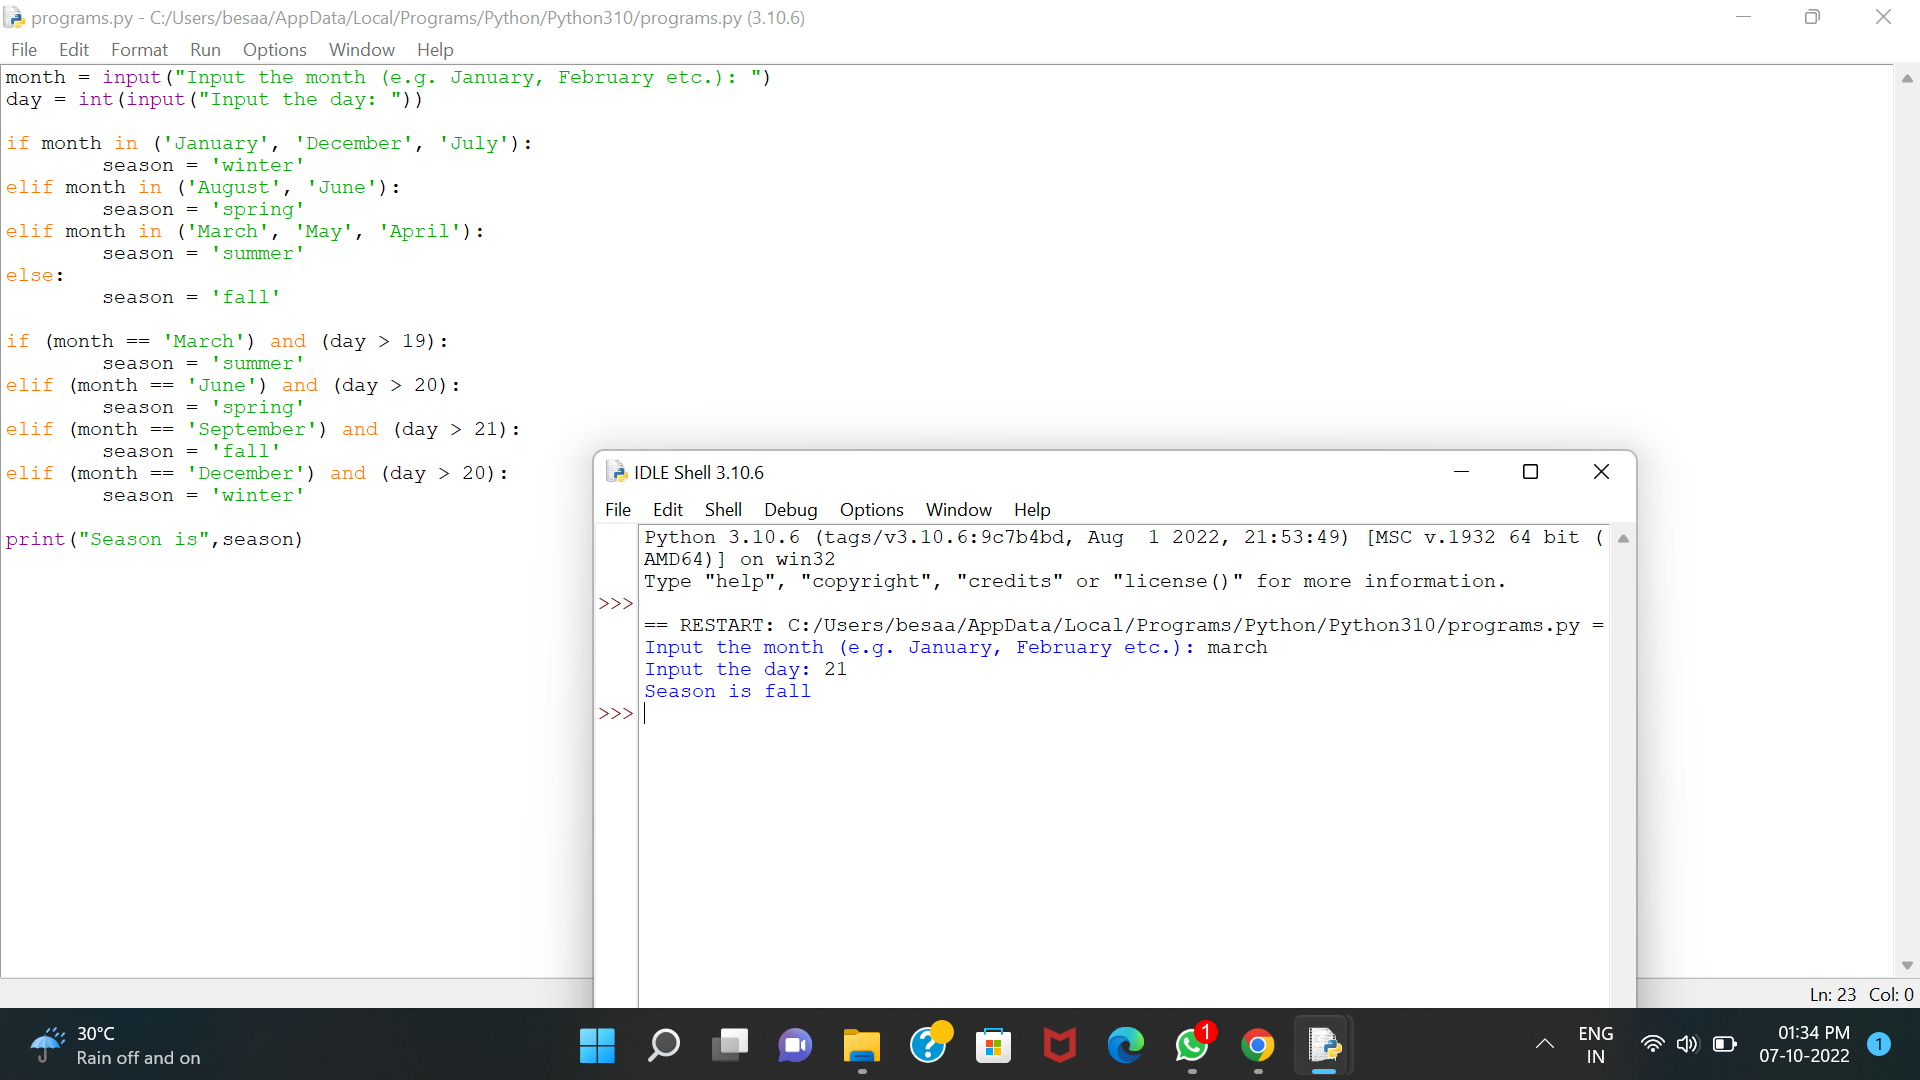 programs.py - C:/Users/besaa/AppData/Local/Programs/Python/Python310/programs.py (3.10.6)
File Edit Format Run Options Window Help
month = input("Input the month (e.g. January, February etc.): ")
day = int(input("Input the day: "))

if month in ('January', 'December', 'July'):
        season = 'winter'
elif month in ('August', 'June'):
        season = 'spring'
elif month in ('March', 'May', 'April'):
        season = 'summer'
else:
        season = 'fall'

if (month == 'March') and (day > 19):
        season = 'summer'
elif (month == 'June') and (day > 20):
        season = 'spring'
elif (month == 'September') and (day > 21):
        season = 'fall'
elif (month == 'December') and (day > 20):
        season = 'winter'

print("Season is",season)
IDLE Shell 3.10.6
File Edit Shell Debug Options Window Help
Python 3.10.6 (tags/v3.10.6:9c7b4bd, Aug  1 2022, 21:53:49) [MSC v.1932 64 bit (
AMD64)] on win32
Type "help", "copyright", "credits" or "license()" for more information.
>>>
== RESTART: C:/Users/besaa/AppData/Local/Programs/Python/Python310/programs.py =
Input the month (e.g. January, February etc.): march
Input the day: 21
Season is fall
>>>
Ln: 23 Col: 0
30°C
Rain off and on
1
ENG
IN
01:34 PM
07-10-2022
1